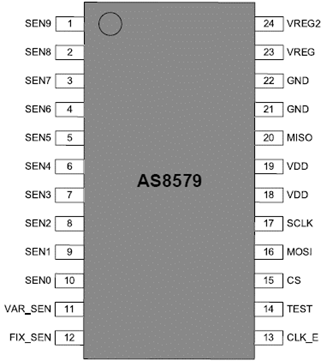 SEN9 1 24 VREG2
SEN8 2 23 VREG
SEN7 3 22 GND
SEN6 4 21 GND
SEN5 5 20 MISO
SEN4 6 19 VDD
AS8579
SEN3 7 18 VDD
SEN2 8 17 SCLK
SEN1 9 16 MOSI
SEN0 10 15 CS
VAR_SEN 11 14 TEST
FIX_SEN 12 13 CLK_E